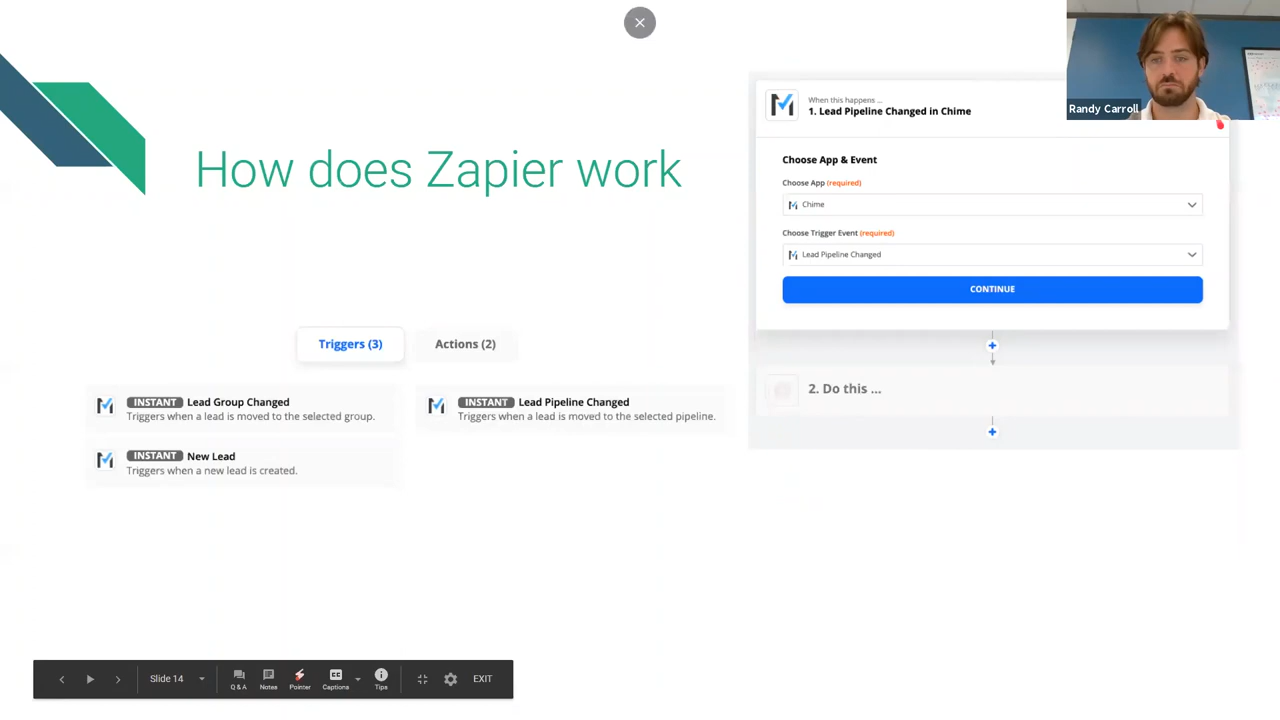 How does Zapier work
Triggers (3)
Actions (2)
INSTANT Lead Group Changed
Triggers when a lead is moved to the selected group.
INSTANT Lead Pipeline Changed
Triggers when a lead is moved to the selected pipeline.
INSTANT New Lead
Triggers when a new lead is created.
When this happens ...
1. Lead Pipeline Changed in Chime
Choose App & Event
Choose App (required)
Chime
Choose Trigger Event (required)
Lead Pipeline Changed
CONTINUE
2. Do this ...
Randy Carroll
Slide 14
Q & A
Notes
Pointer
CC
Captions
Tips
EXIT